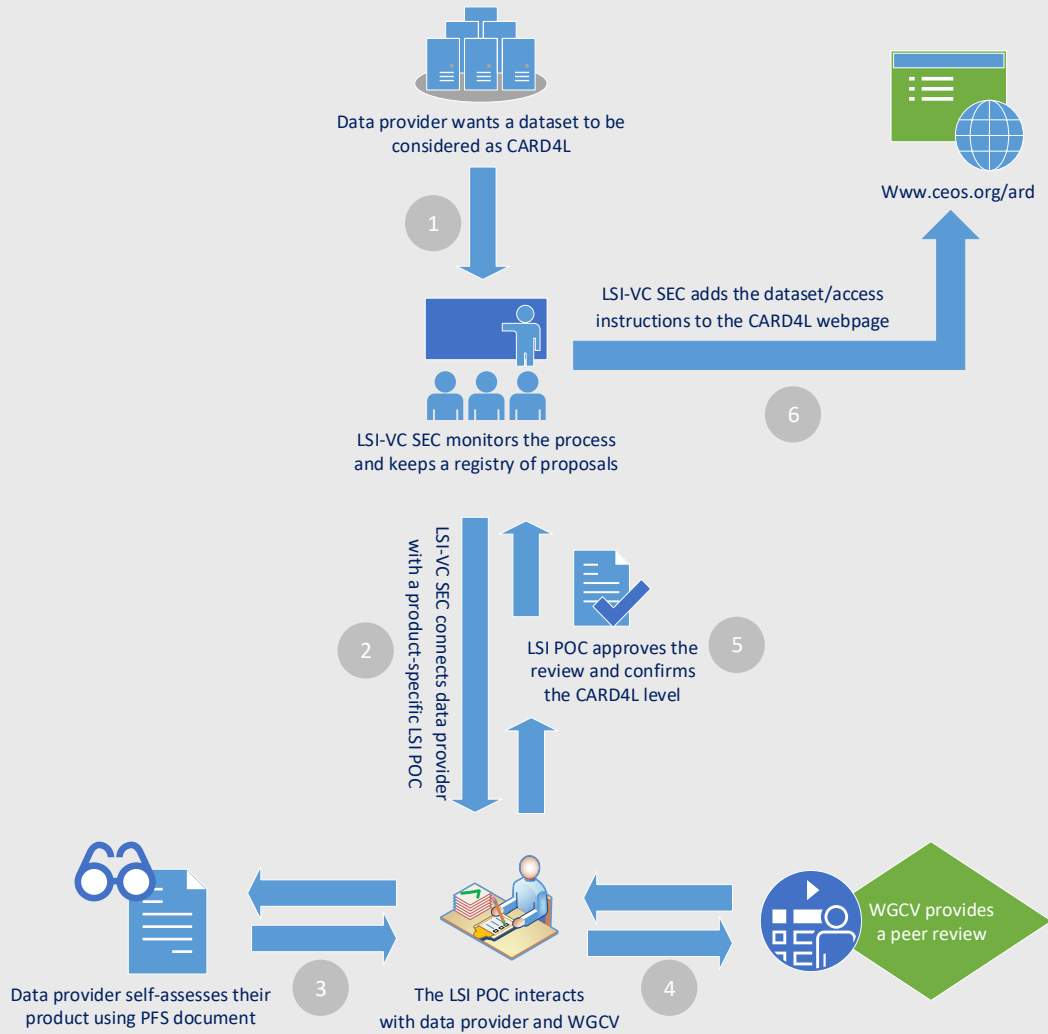 Data provider wants a dataset to be
considered as CARD4L
Www.ceos.org/ard
1
LSI-VC SEC adds the dataset/access
instructions to the CARD4L webpage
6
LSI-VC SEC monitors the process
and keeps a registry of proposals
LSI-VC SEC connects data provider
with a product-specific LSI POC
2
LSI POC approves the
review and confirms
the CARD4L level
5
WGCV provides
a peer review
Data provider self-assesses their
product using PFS document
3
The LSI POC interacts
with data provider and WGCV
4